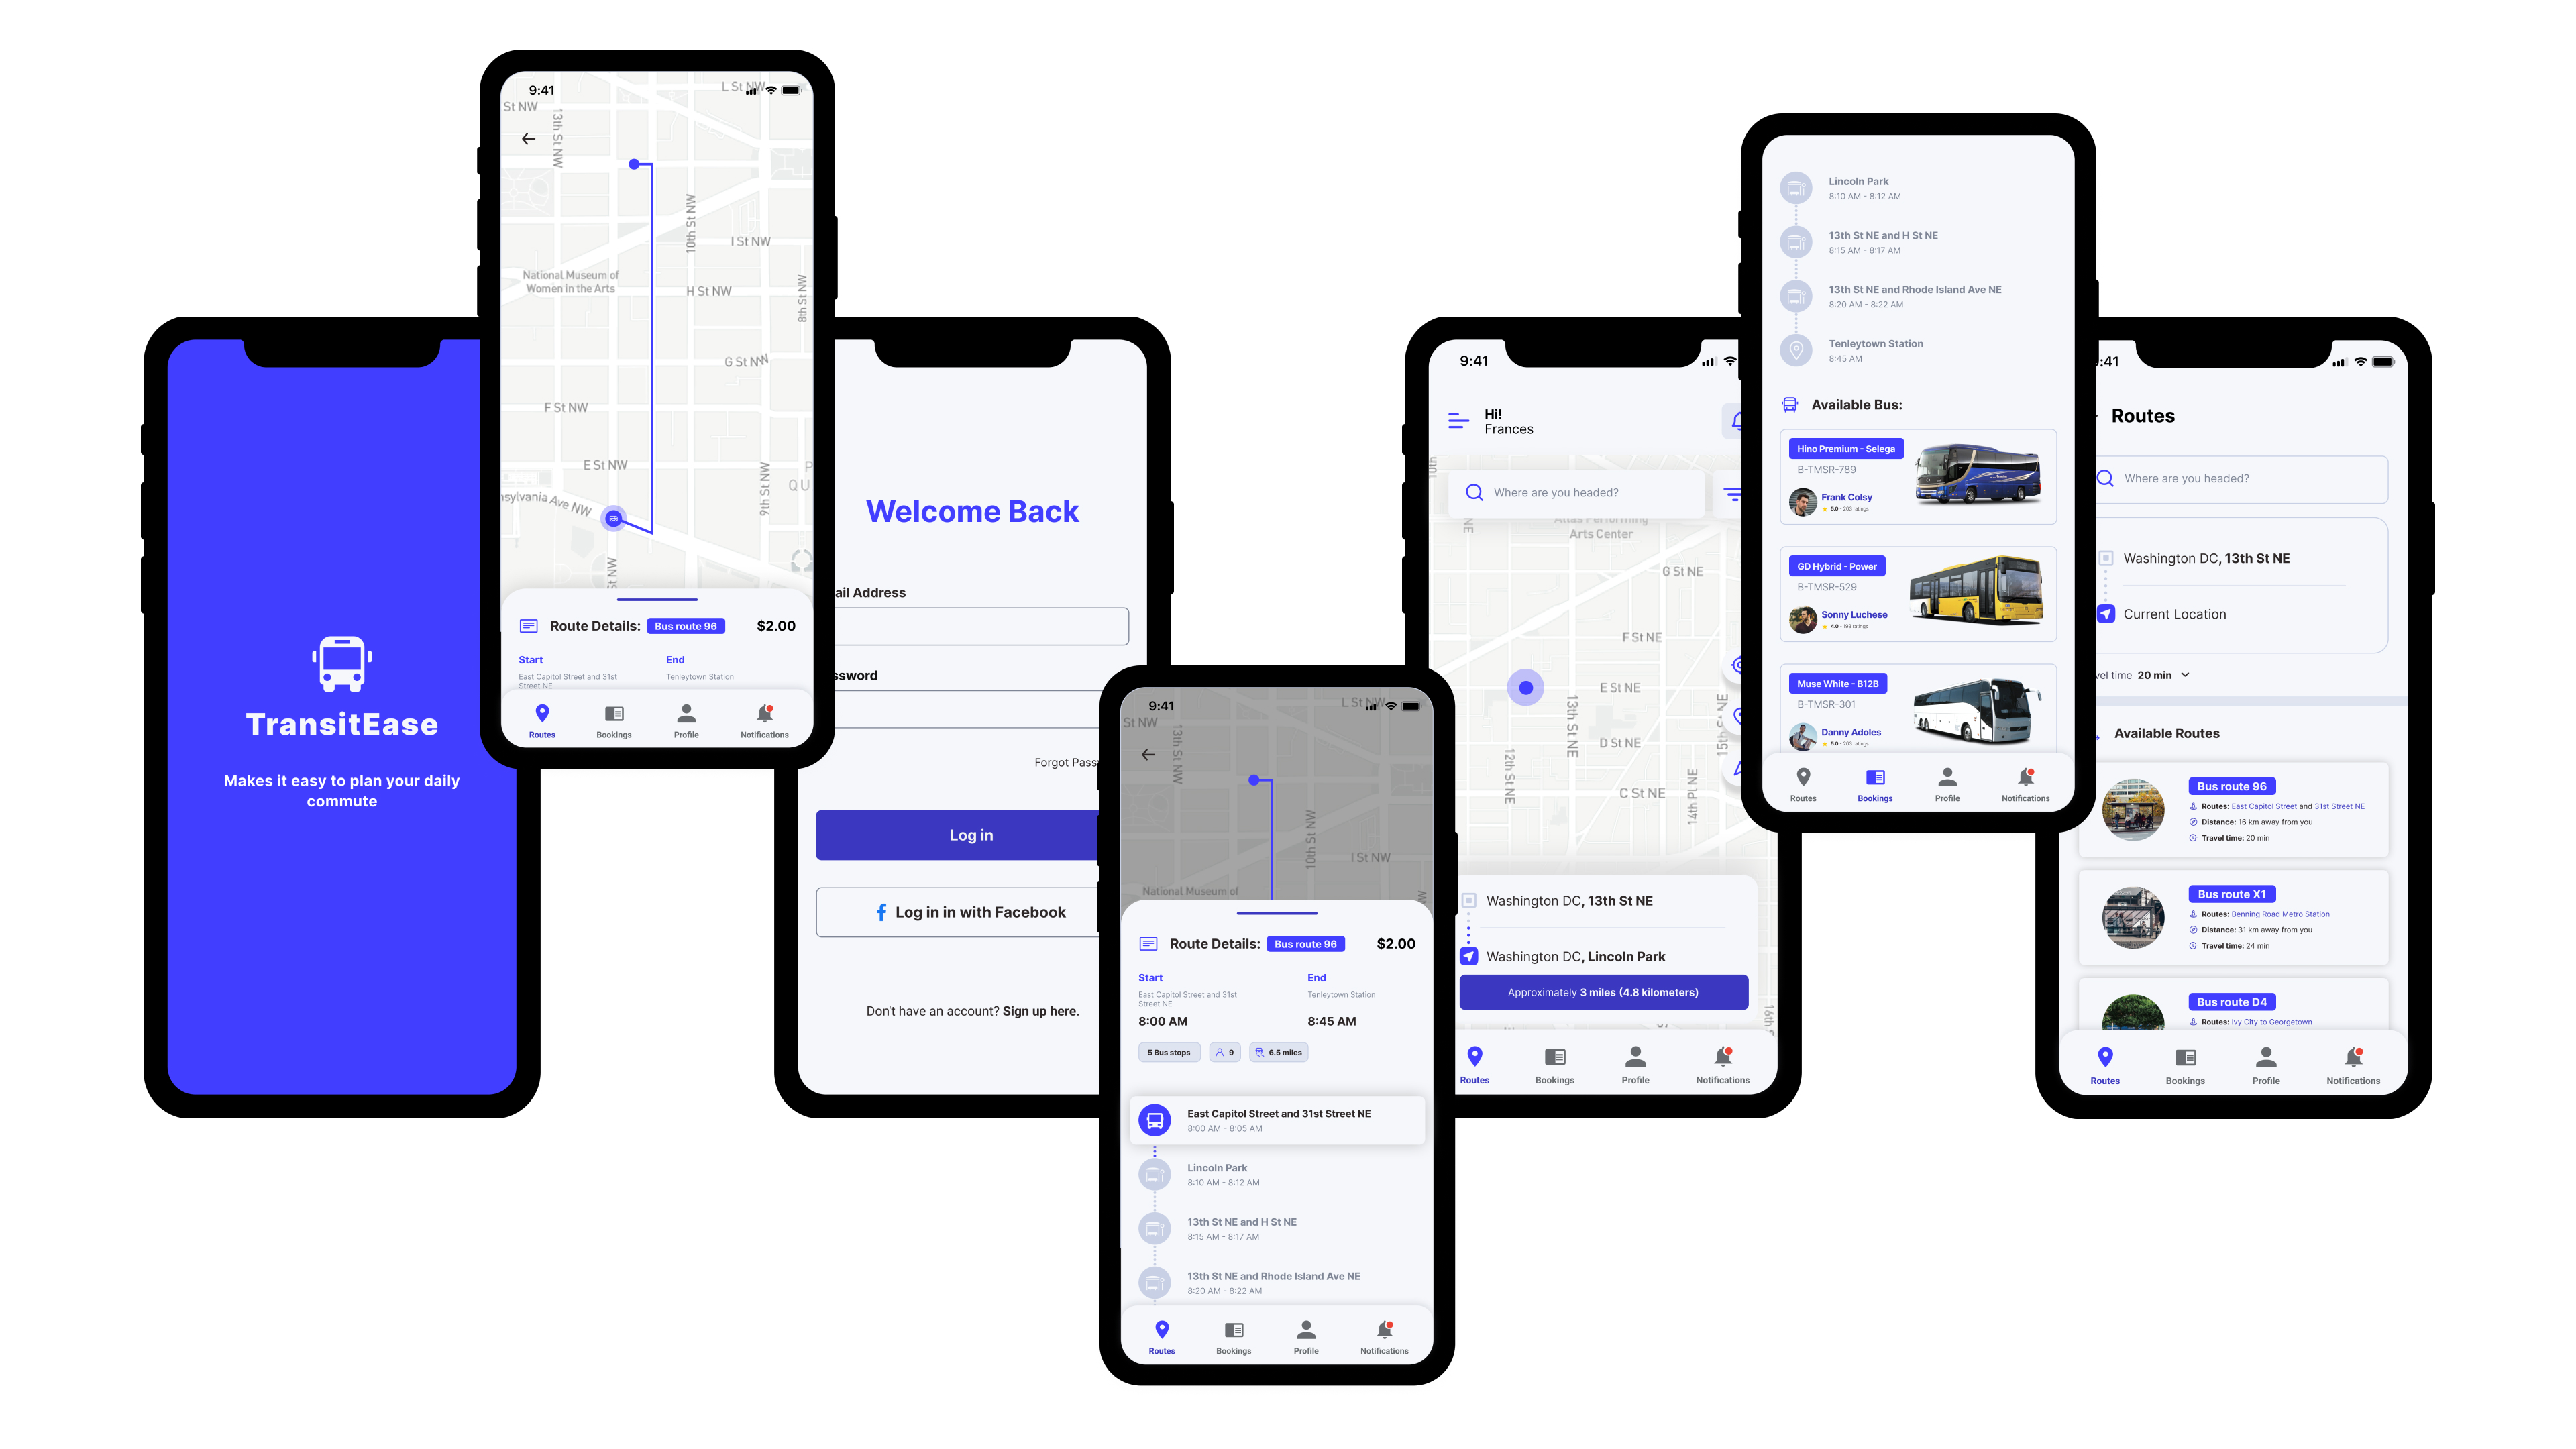 TransitEase
Makes it easy to plan your daily
commute
9:41
L St NW
St NW
13th St NW
10th St NW
I St NW
National Museum of
Women in the Arts
H St NW
8th St NW
G St NW
F St NW
E St NW
9th St NW
nsylvania Ave NW
QU
St NW
Route Details: Bus route 96 $2.00
Start End
East Capitol Street and 31st Tenleytown Station
Street NE
Routes Bookings Profile Notifications
Welcome Back
ail Address
ssword
Forgot Pass
Log in
Log in in with Facebook
Don't have an account? Sign up here.
9:41
L St NW
St NW
13th St NW
10th St NW
I St NW
National Museum of
Route Details: Bus route 96 $2.00
Start End
East Capitol Street and 31st Tenleytown Station
Street NE
8:00 AM 8:45 AM
5 Bus stops 9 6.5 miles
East Capitol Street and 31st Street NE
8:00 AM - 8:05 AM
Lincoln Park
8:10 AM - 8:12 AM
13th St NE and H St NE
8:15 AM - 8:17 AM
13th St NE and Rhode Island Ave NE
8:20 AM - 8:22 AM
Routes Bookings Profile Notifications
9:41
Hi!
Frances
10th
Where are you headed?
NE
Atlas Performing
Arts Center
G St NE
F St NE
E St NE
13th St NE
15th St NE
D St NE
12th St NE
C St NE
14th Pl NE
Washington DC, 13th St NE
Washington DC, Lincoln Park
Approximately 3 miles (4.8 kilometers)
16th
Routes Bookings Profile Notifications
Lincoln Park
8:10 AM - 8:12 AM
13th St NE and H St NE
8:15 AM - 8:17 AM
13th St NE and Rhode Island Ave NE
8:20 AM - 8:22 AM
Tenleytown Station
8:45 AM
Available Bus:
Hino Premium - Selega
B-TMSR-789
Frank Colsy
5.0 - 203 ratings
GD Hybrid - Power
B-TMSR-529
Sonny Luchese
4.0 - 198 ratings
Muse White - B12B
B-TMSR-301
Danny Adoles
5.0 - 203 ratings
Routes Bookings Profile Notifications
:41
Routes
Where are you headed?
Washington DC, 13th St NE
Current Location
vel time 20 min
Available Routes
Bus route 96
Routes: East Capitol Street and 31st Street NE
Distance: 16 km away from you
Travel time: 20 min
Bus route X1
Routes: Benning Road Metro Station
Distance: 31 km away from you
Travel time: 24 min
Bus route D4
Routes: Ivy City to Georgetown
Routes Bookings Profile Notifications